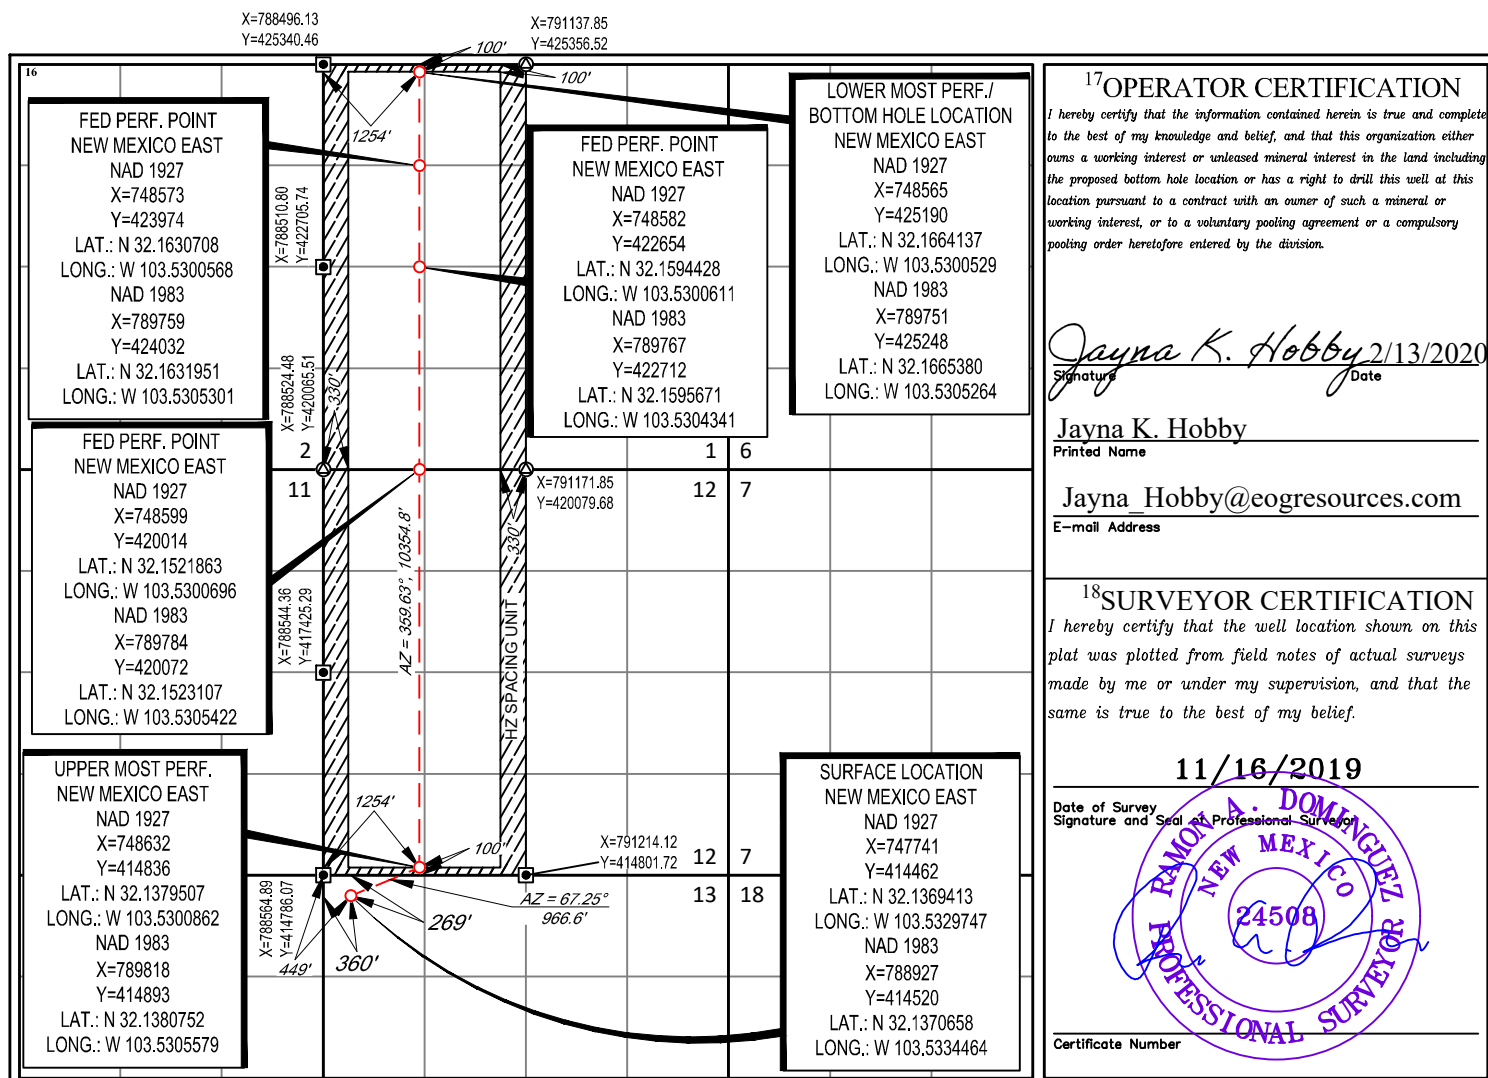 X=788496.13
Y=425340.46
X=791137.85
Y=425356.52
100'
100'
16
1254'
FED PERF. POINT
NEW MEXICO EAST
NAD 1927
X=748573
Y=423974
LAT.: N 32.1630708
LONG.: W 103.5300568
NAD 1983
X=789759
Y=424032
LAT.: N 32.1631951
LONG.: W 103.5305301
X=788510.80
Y=422705.74
FED PERF. POINT
NEW MEXICO EAST
NAD 1927
X=748582
Y=422654
LAT.: N 32.1594428
LONG.: W 103.5300611
NAD 1983
X=789767
Y=422712
LAT.: N 32.1595671
LONG.: W 103.5304341
LOWER MOST PERF./
BOTTOM HOLE LOCATION
NEW MEXICO EAST
NAD 1927
X=748565
Y=425190
LAT.: N 32.1664137
LONG.: W 103.5300529
NAD 1983
X=789751
Y=425248
LAT.: N 32.1665380
LONG.: W 103.5305264
X=788524.48
Y=420065.51
330'
2
11
1
6
12
7
X=791171.85
Y=420079.68
330'
FED PERF. POINT
NEW MEXICO EAST
NAD 1927
X=748599
Y=420014
LAT.: N 32.1521863
LONG.: W 103.5300696
NAD 1983
X=789784
Y=420072
LAT.: N 32.1523107
LONG.: W 103.5305422
X=788544.36
Y=417425.29
AZ = 359.63°, 10354.8'
HZ SPACING UNIT
UPPER MOST PERF.
NEW MEXICO EAST
NAD 1927
X=748632
Y=414836
LAT.: N 32.1379507
LONG.: W 103.5300862
NAD 1983
X=789818
Y=414893
LAT.: N 32.1380752
LONG.: W 103.5305579
1254'
100'
X=791214.12
Y=414801.72
12
7
13
18
X=788564.89
Y=414786.07
AZ = 67.25°
966.6'
269'
449'
360'
SURFACE LOCATION
NEW MEXICO EAST
NAD 1927
X=747741
Y=414462
LAT.: N 32.1369413
LONG.: W 103.5329747
NAD 1983
X=788927
Y=414520
LAT.: N 32.1370658
LONG.: W 103.5334464
17OPERATOR CERTIFICATION
I hereby certify that the information contained herein is true and complete
to the best of my knowledge and belief, and that this organization either
owns a working interest or unleased mineral interest in the land including
the proposed bottom hole location or has a right to drill this well at this
location pursuant to a contract with an owner of such a mineral or
working interest, or to a voluntary pooling agreement or a compulsory
pooling order heretofore entered by the division.
Jayna K. Hobby 2/13/2020
Signature Date
Jayna K. Hobby
Printed Name
Jayna_Hobby@eogresources.com
E-mail Address
18SURVEYOR CERTIFICATION
I hereby certify that the well location shown on this
plat was plotted from field notes of actual surveys
made by me or under my supervision, and that the
same is true to the best of my belief.
11/16/2019
Date of Survey
Signature and Seal of Professional Surveyor
RAMON A. DOMINGUEZ
NEW MEXICO
24508
PROFESSIONAL SURVEYOR
Certificate Number